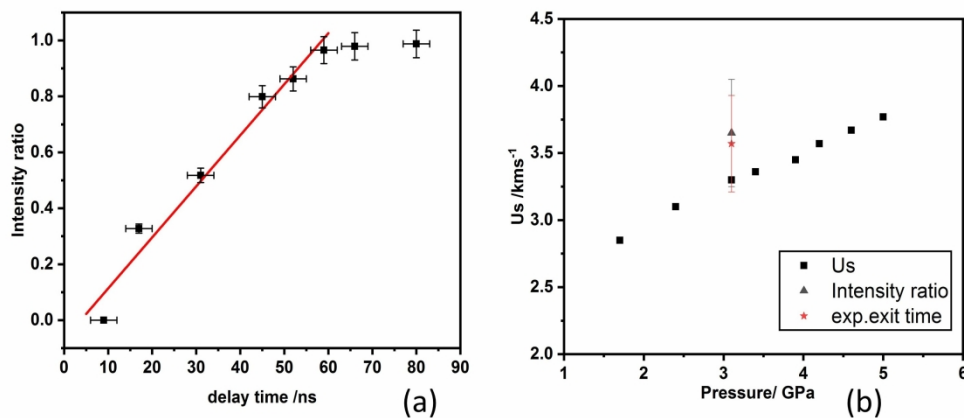 Intensity ratio
1.0
0.8
0.6
0.4
0.2
0.0
0 10 20 30 40 50 60 70 80 90
delay time /ns
(a)
Us /kms-1
4.5
4.0
3.5
3.0
2.5
2.0
Us
Intensity ratio
exp.exit time
1 2 3 4 5 6
Pressure/ GPa
(b)